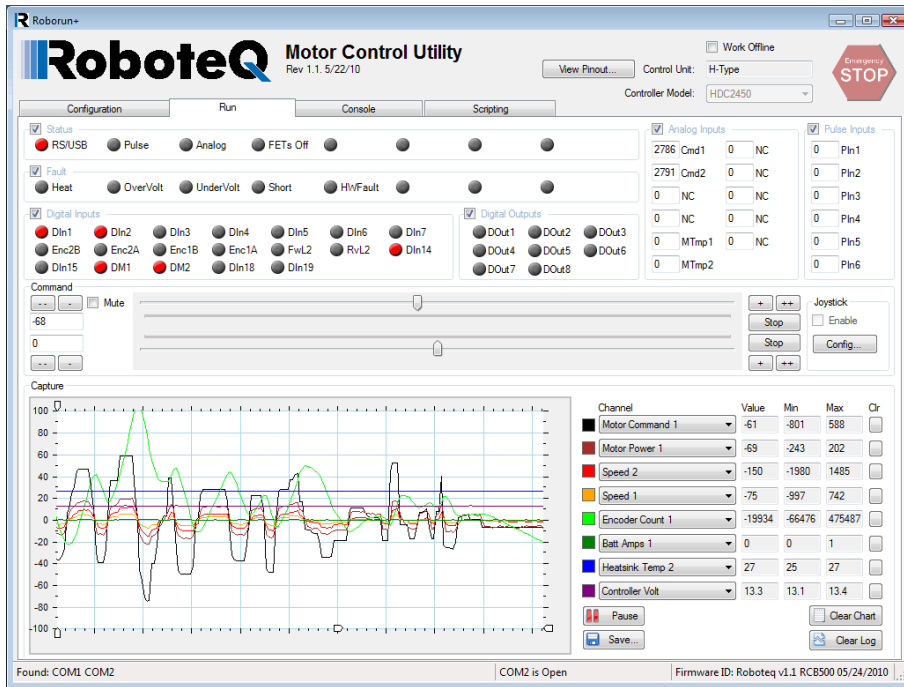 Roborun+
RoboteQ Motor Control Utility
Rev 1.1. 5/22/10
Work Offline
View Pinout... Control Unit: H-Type
Controller Model: HDC2450
Emergency
STOP
Configuration Run Console Scripting
Status
RS/USB Pulse Analog FETs Off
Fault
Heat OverVolt UnderVolt Short HWFault
Digital Inputs
DIn1 DIn2 DIn3 DIn4 DIn5 DIn6 DIn7
Enc2B Enc2A Enc1B Enc1A FwL2 RvL2 DIn14
DIn15 DM1 DM2 DIn18 DIn19
Digital Outputs
DOut1 DOut2 DOut3
DOut4 DOut5 DOut6
DOut7 DOut8
Analog Inputs
2786 Cmd1 0 NC
2791 Cmd2 0 NC
0 NC 0 NC
0 NC 0 NC
0 MTmp1 0 NC
0 MTmp2
Pulse Inputs
0 PIn1
0 PIn2
0 PIn3
0 PIn4
0 PIn5
0 PIn6
Command
-- - Mute + ++
-68 Stop
0 Stop
-- - + ++
Joystick
Enable
Config...
Capture
100
80
60
40
20
0
-20
-40
-60
-80
-100
Channel Value Min Max Clr
Motor Command 1 -61 -801 588
Motor Power 1 -69 -243 202
Speed 2 -150 -1980 1485
Speed 1 -75 -997 742
Encoder Count 1 -19934 -66476 475487
Batt Amps 1 0 0 1
Heatsink Temp 2 27 25 27
Controller Volt 13.3 13.1 13.4
Pause Clear Chart
Save... Clear Log
Found: COM1 COM2 COM2 is Open Firmware ID: Roboteq v1.1 RCB500 05/24/2010